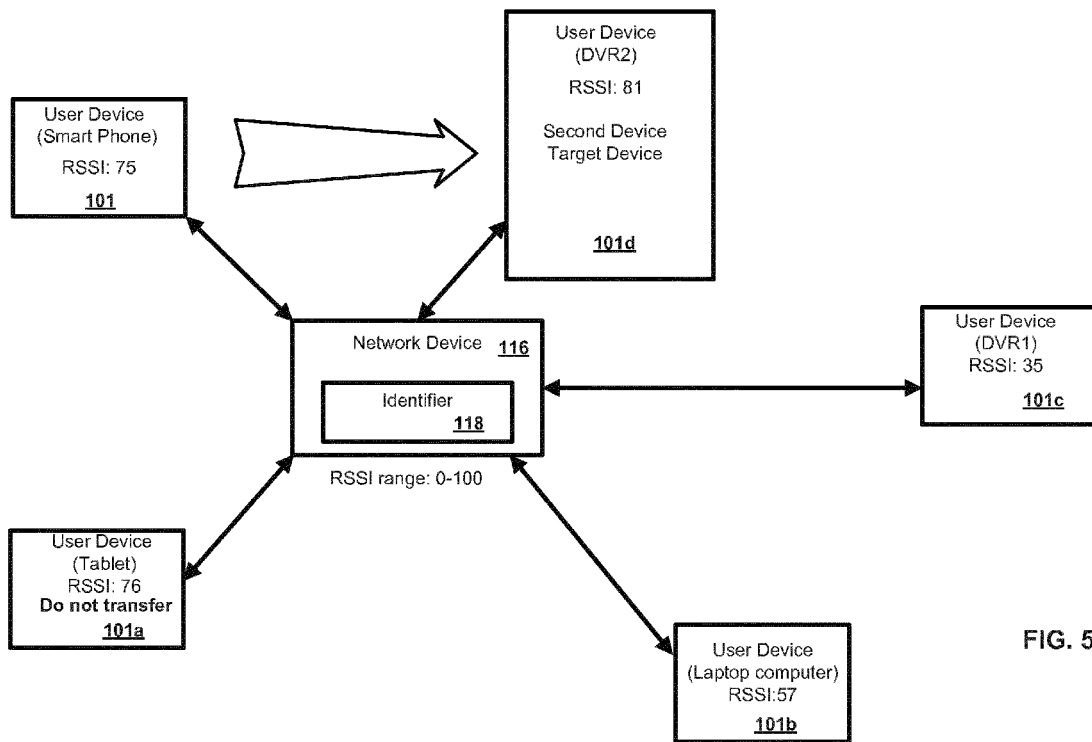 User Device
(DVR2)
RSSI: 81
Second Device
Target Device
101d
User Device
(Smart Phone)
RSSI: 75
101
Network Device 116
Identifier
118
RSSI range: 0-100
User Device
(DVR1)
RSSI: 35
101c
User Device
(Tablet)
RSSI: 76
Do not transfer
101a
User Device
(Laptop computer)
RSSI:57
101b
FIG. 5